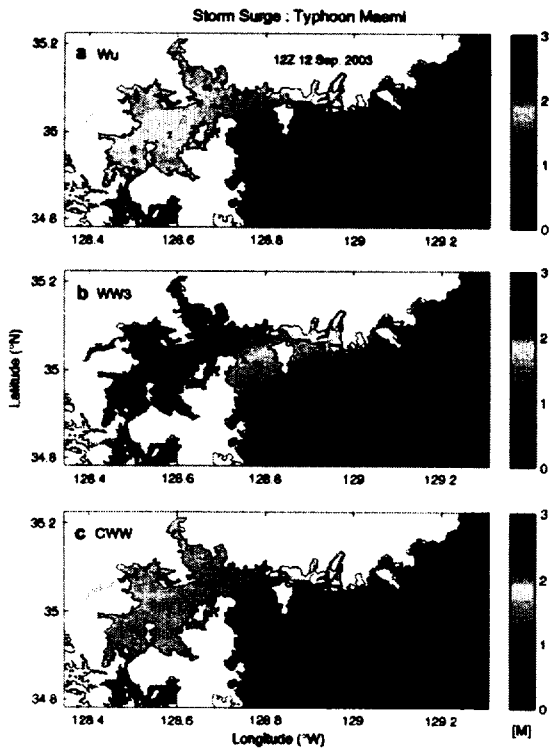 Storm Surge : Typhoon Maemi
35.2
a Wu
12Z 12 Sep. 2003
3
2
35
1
34.8
0
128.4 128.6 128.8 129 129.2
35.2
b WW3
3
2
35
1
34.8
0
128.4 128.6 128.8 129 129.2
Latitude (°N)
35.2
c CWW
3
2
35
1
34.8
0
128.4 128.6 128.8 129 129.2
Longitude (°W)
[M]